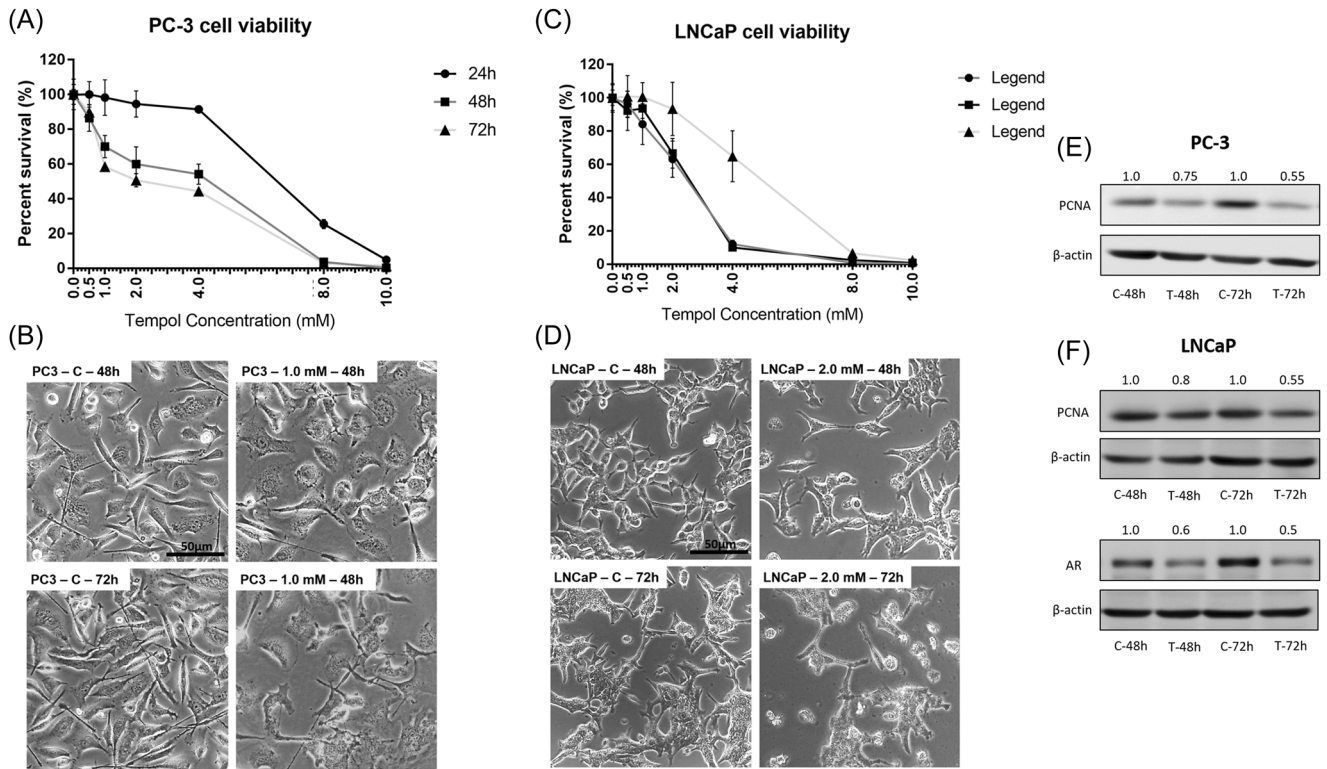 (A)
PC-3 cell viability
Percent survival (%)
120
100
80
60
40
20
0
0.0
0.5
1.0
2.0
4.0
8.0
10.0
Tempol Concentration (mM)
24h
48h
72h
(C)
LNCaP cell viability
Percent survival (%)
120
100
80
60
40
20
0
0.0
0.5
1.0
2.0
4.0
8.0
10.0
Tempol Concentration (mM)
Legend
Legend
Legend
(B)
PC3 – C – 48h
PC3 – 1.0 mM – 48h
50µm
PC3 – C – 72h
PC3 – 1.0 mM – 48h
(D)
LNCaP – C – 48h
LNCaP – 2.0 mM – 48h
50µm
LNCaP – C – 72h
LNCaP – 2.0 mM – 72h
(E)
PC-3
1.0 0.75 1.0 0.55
PCNA
β-actin
C-48h T-48h C-72h T-72h
(F)
LNCaP
1.0 0.8 1.0 0.55
PCNA
β-actin
C-48h T-48h C-72h T-72h
1.0 0.6 1.0 0.5
AR
β-actin
C-48h T-48h C-72h T-72h